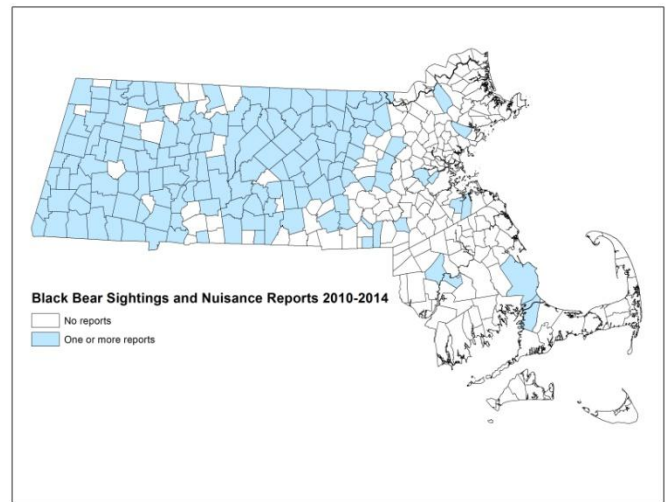 Black Bear Sightings and Nuisance Reports 2010-2014
No reports
One or more reports